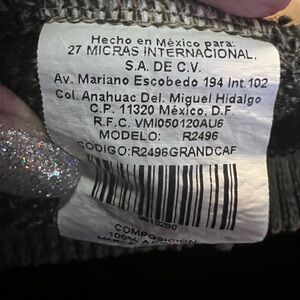 Hecho en México para:
27 MICRAS INTERNACIONAL,
S.A. DE C.V.
Av. Mariano Escobedo 194 Int.102
Col. Anahuac Del. Miguel Hidalgo
C.P. 11320 México, D.F.
R.F.C. VMI050120AU6
MODELO: R2496
CODIGO:R2496GRANDCAF
COMPOSICION
100%